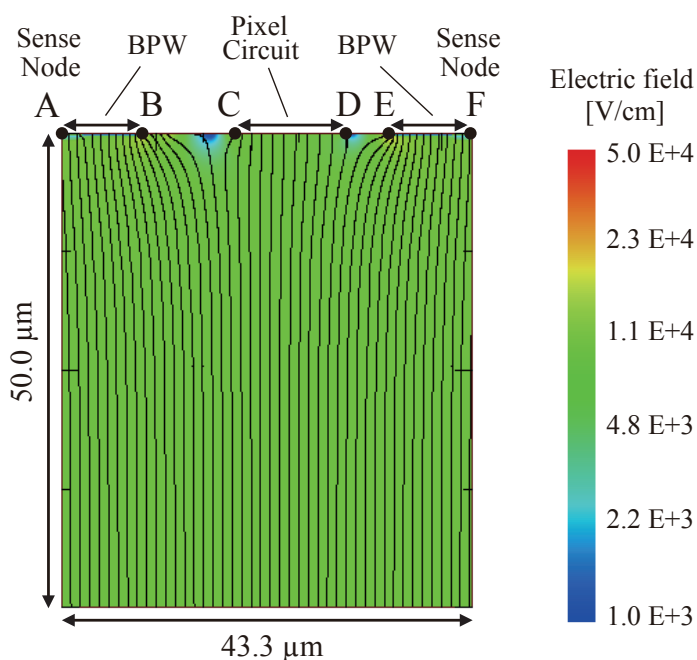 Sense
Node
BPW
Pixel
Circuit
BPW
Sense
Node
A B C D E F
50.0 µm
43.3 µm
Electric field
[V/cm]
5.0 E+4
2.3 E+4
1.1 E+4
4.8 E+3
2.2 E+3
1.0 E+3